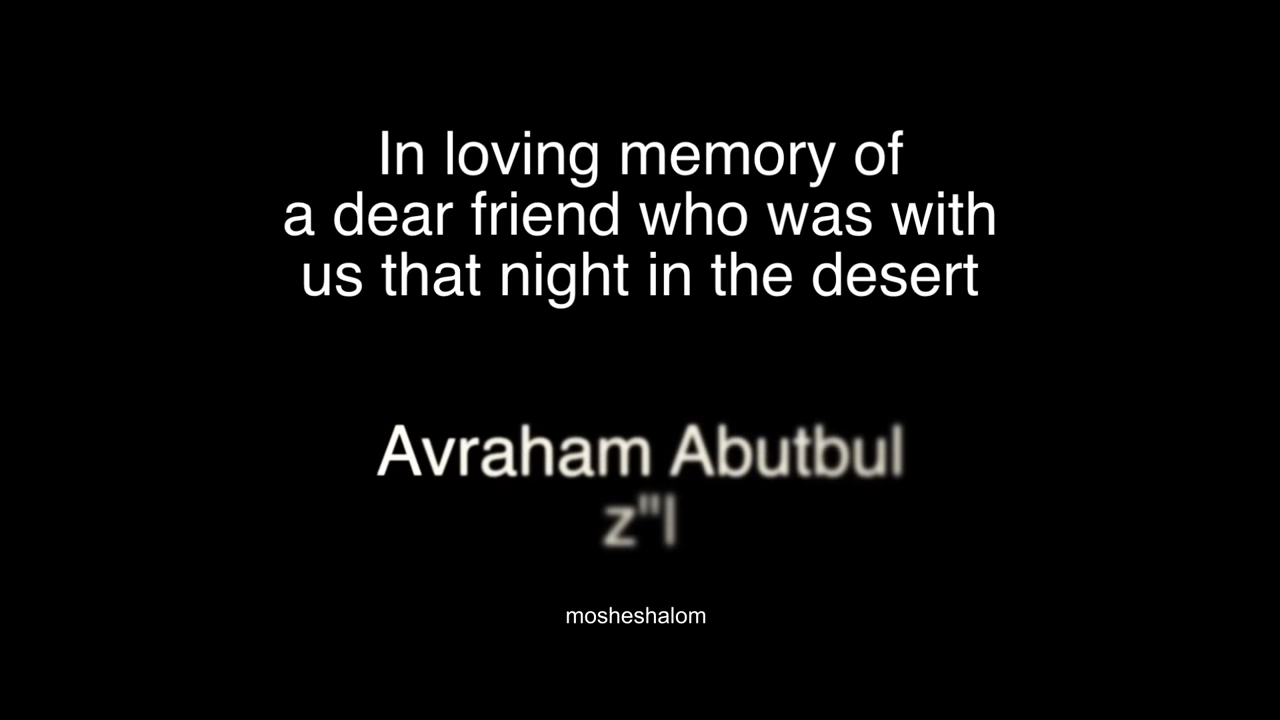 In loving memory of
a dear friend who was with
us that night in the desert
Avraham Abutbul
z"l
mosheshalom